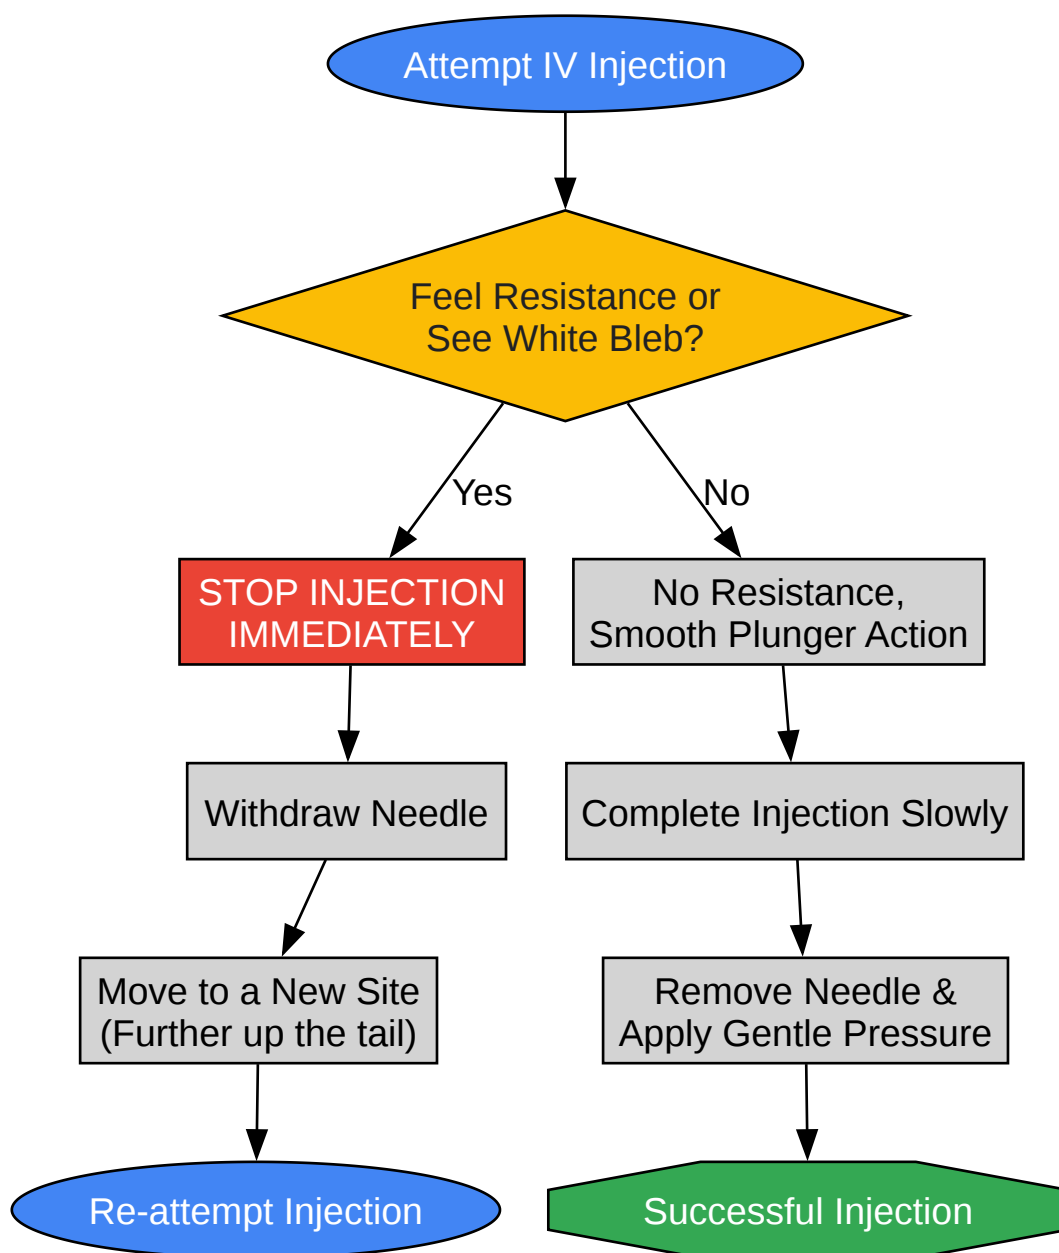 Attempt IV Injection
Feel Resistance or
See White Bleb?
Yes
No
STOP INJECTION
IMMEDIATELY
No Resistance,
Smooth Plunger Action
Withdraw Needle
Complete Injection Slowly
Move to a New Site
(Further up the tail)
Remove Needle &
Apply Gentle Pressure
Re-attempt Injection
Successful Injection